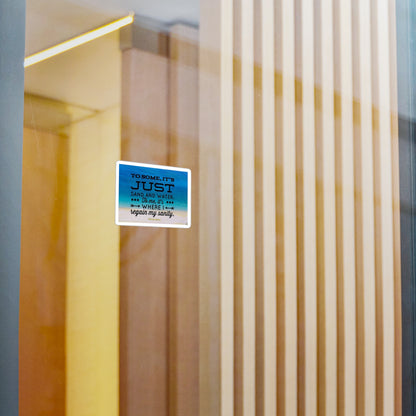 TO SOME, IT'S
JUST
SAND AND WATER.
To me, it's
WHERE I
regain my sanity.